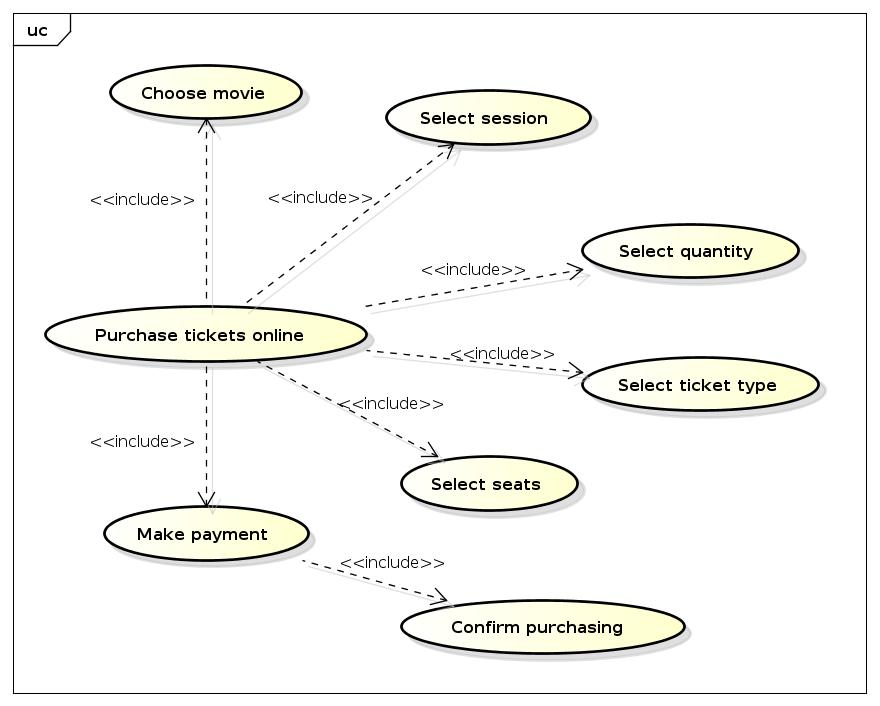 uc
Choose movie
Select session
<<include>>
<<include>>
Select quantity
<<include>>
Purchase tickets online
<<include>>
Select ticket type
<<include>>
<<include>>
Select seats
Make payment
<<include>>
Confirm purchasing